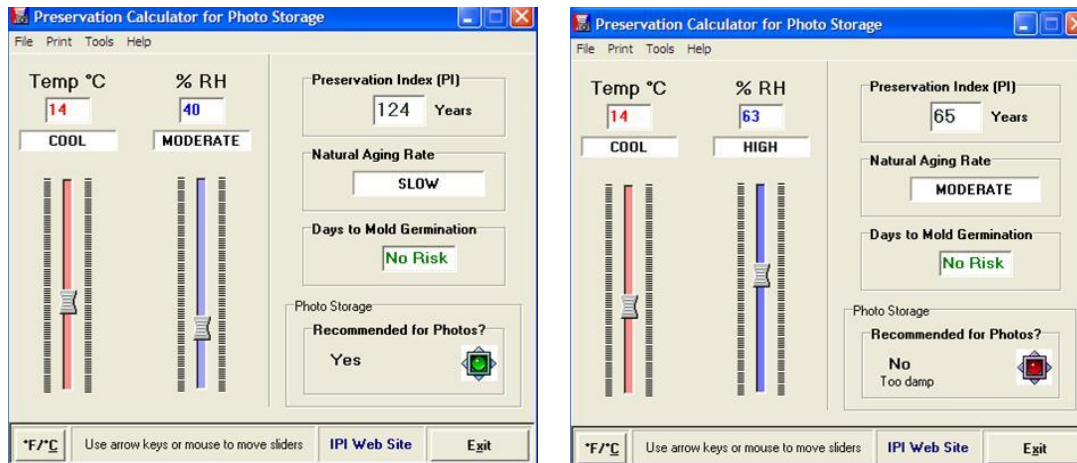 Preservation Calculator for Photo Storage
File Print Tools Help
Temp °C
% RH
14
40
COOL
MODERATE
Preservation Index (PI)
124 Years
Natural Aging Rate
SLOW
Days to Mold Germination
No Risk
Photo Storage
Recommended for Photos?
Yes
°F/°C
Use arrow keys or mouse to move sliders
IPI Web Site
Exit
Preservation Calculator for Photo Storage
File Print Tools Help
Temp °C
% RH
14
63
COOL
HIGH
Preservation Index (PI)
65 Years
Natural Aging Rate
MODERATE
Days to Mold Germination
No Risk
Photo Storage
Recommended for Photos?
No
Too damp
°F/°C
Use arrow keys or mouse to move sliders
IPI Web Site
Exit